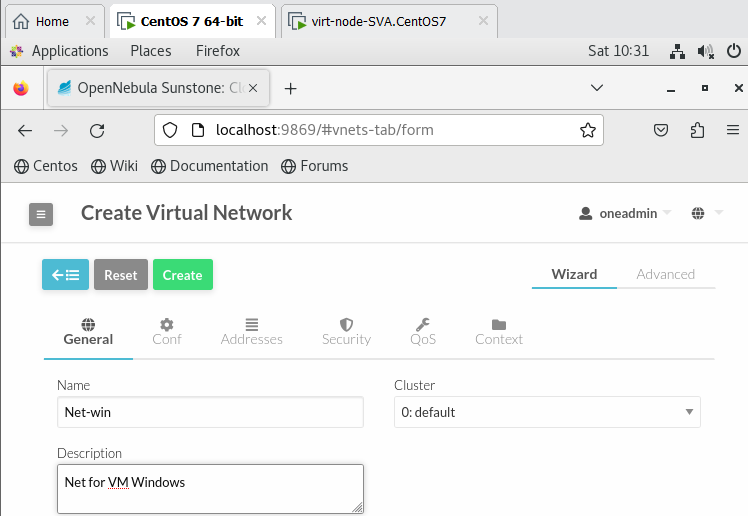 Home CentOS 7 64-bit virt-node-SVA.CentOS7
Applications Places Firefox Sat 10:31
OpenNebula Sunstone: Cl
localhost:9869/#vnets-tab/form
Centos Wiki Documentation Forums
Create Virtual Network oneadmin
Reset Create Wizard Advanced
General Conf Addresses Security QoS Context
Name Cluster
Net-win 0: default
Description
Net for VM Windows